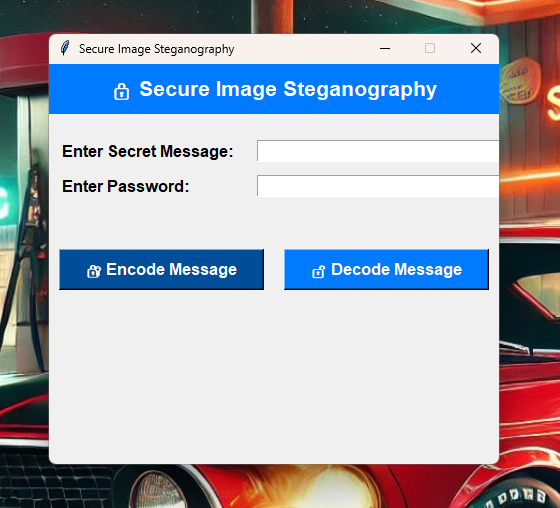 Secure Image Steganography
🔒 Secure Image Steganography
Enter Secret Message:
Enter Password:
🔐 Encode Message
🔓 Decode Message
S